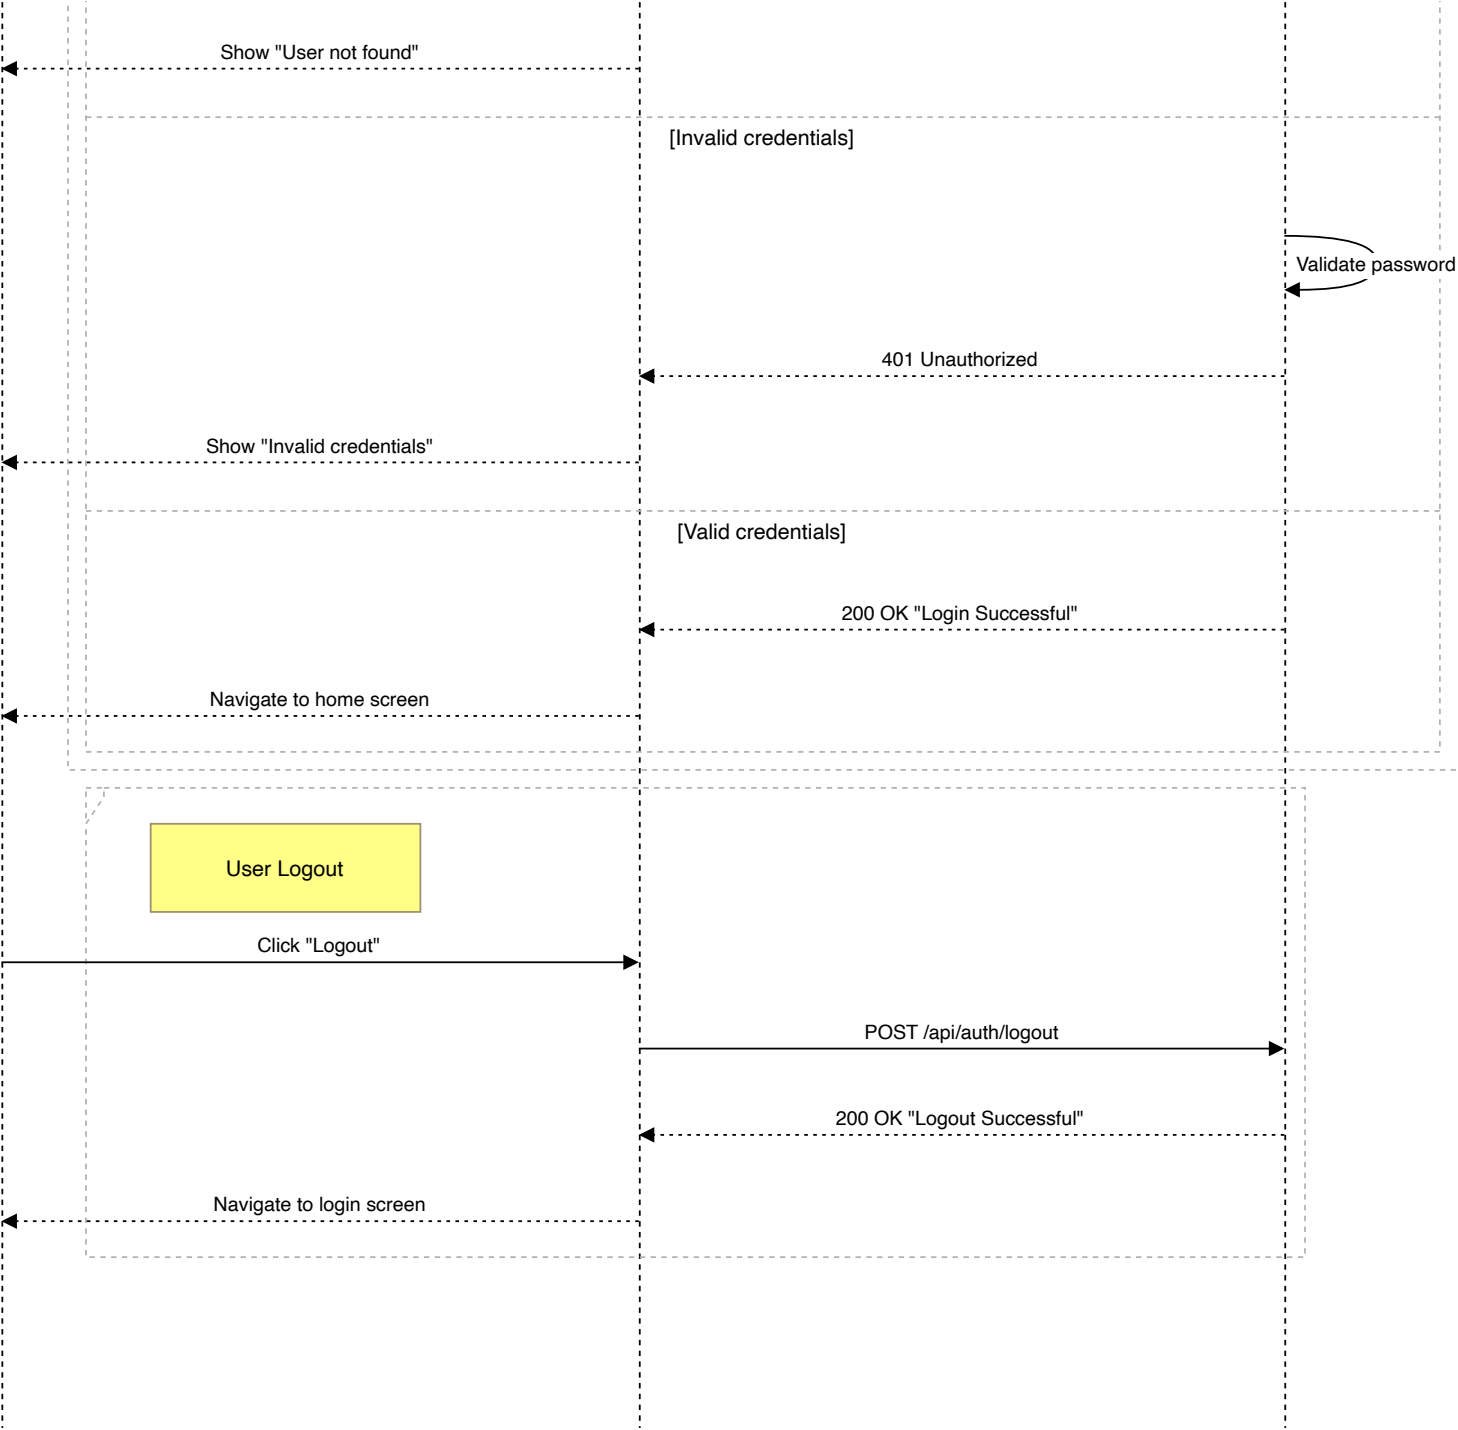 Show "User not found"
[Invalid credentials]
Validate password
401 Unauthorized
Show "Invalid credentials"
[Valid credentials]
200 OK "Login Successful"
Navigate to home screen
User Logout
Click "Logout"
POST /api/auth/logout
200 OK "Logout Successful"
Navigate to login screen